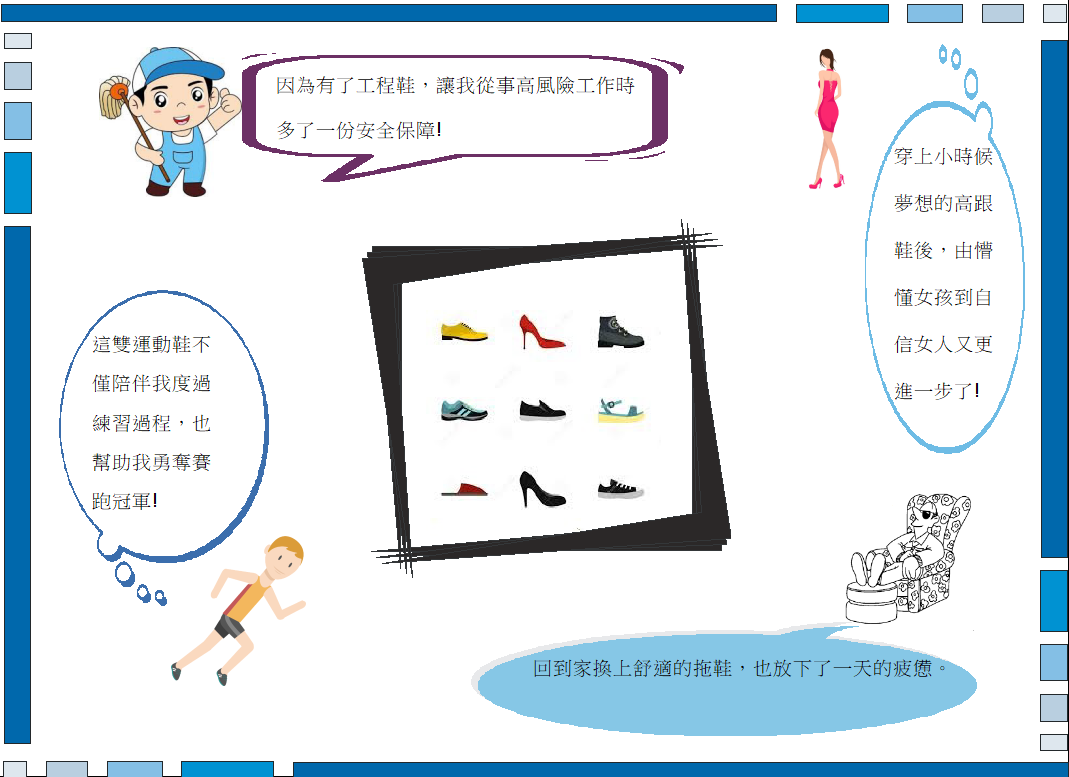 因為有了工程鞋，讓我從事高風險工作時
多了一份安全保障!
穿上小時候
夢想的高跟
鞋後，由懵
懂女孩到自
信女人又更
進一步了!
這雙運動鞋不
僅陪伴我度過
練習過程，也
幫助我勇奪賽
跑冠軍!
回到家換上舒適的拖鞋，也放下了一天的疲憊。